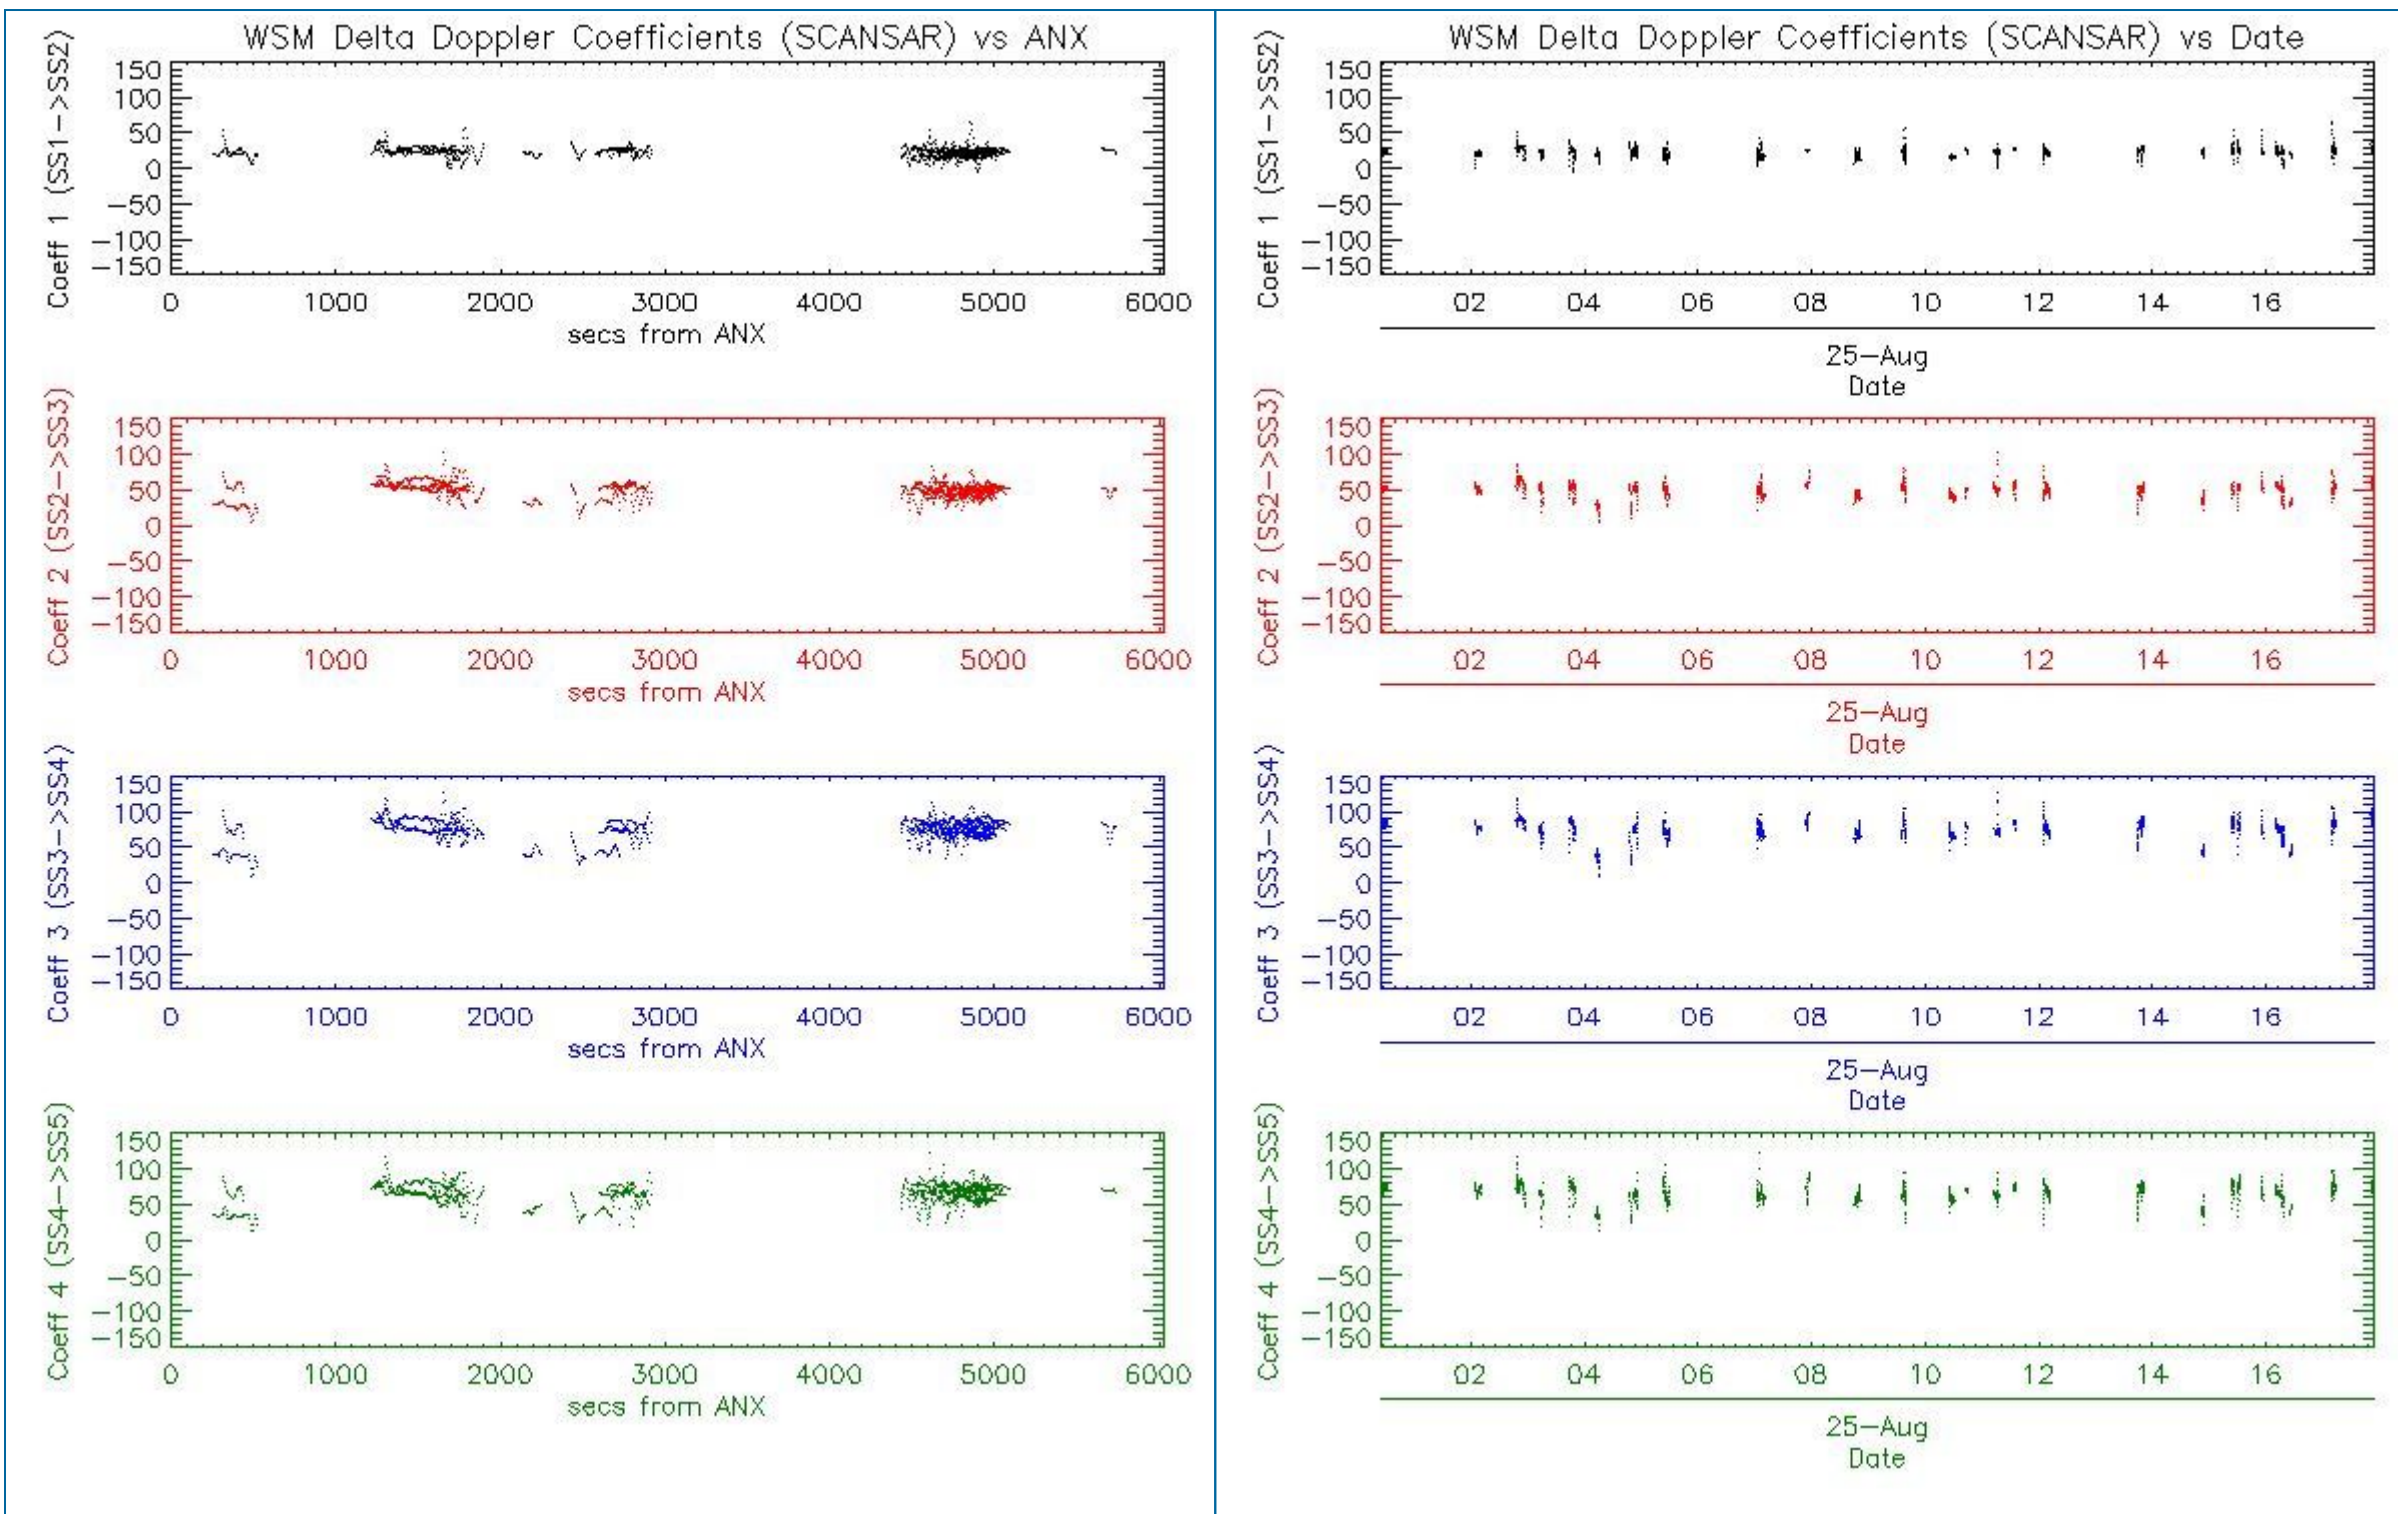 WSM Delta Doppler Coefficients (SCANSAR) vs ANX
Coeff 1 (SS1->SS2)
150
100
50
0
-50
-100
-150
0 1000 2000 3000 4000 5000 6000
secs from ANX
Coeff 2 (SS2->SS3)
150
100
50
0
-50
-100
-150
0 1000 2000 3000 4000 5000 6000
secs from ANX
Coeff 3 (SS3->SS4)
150
100
50
0
-50
-100
-150
0 1000 2000 3000 4000 5000 6000
secs from ANX
Coeff 4 (SS4->SS5)
150
100
50
0
-50
-100
-150
0 1000 2000 3000 4000 5000 6000
secs from ANX
WSM Delta Doppler Coefficients (SCANSAR) vs Date
Coeff 1 (SS1->SS2)
150
100
50
0
-50
-100
-150
02 04 06 08 10 12 14 16
25-Aug
Date
Coeff 2 (SS2->SS3)
150
100
50
0
-50
-100
-150
02 04 06 08 10 12 14 16
25-Aug
Date
Coeff 3 (SS3->SS4)
150
100
50
0
-50
-100
-150
02 04 06 08 10 12 14 16
25-Aug
Date
Coeff 4 (SS4->SS5)
150
100
50
0
-50
-100
-150
02 04 06 08 10 12 14 16
25-Aug
Date